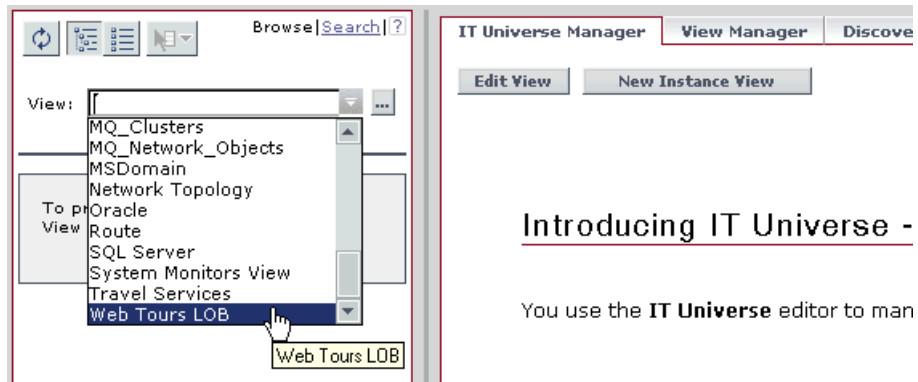 Browse|Search|?
View:
...
MQ_Clusters
MQ_Network_Objects
MSDomain
Network Topology
Oracle
Route
SQL Server
System Monitors View
Travel Services
Web Tours LOB
To pr
View
Web Tours LOB
IT Universe Manager
View Manager
Discove
Edit View
New Instance View
Introducing IT Universe -
You use the IT Universe editor to man